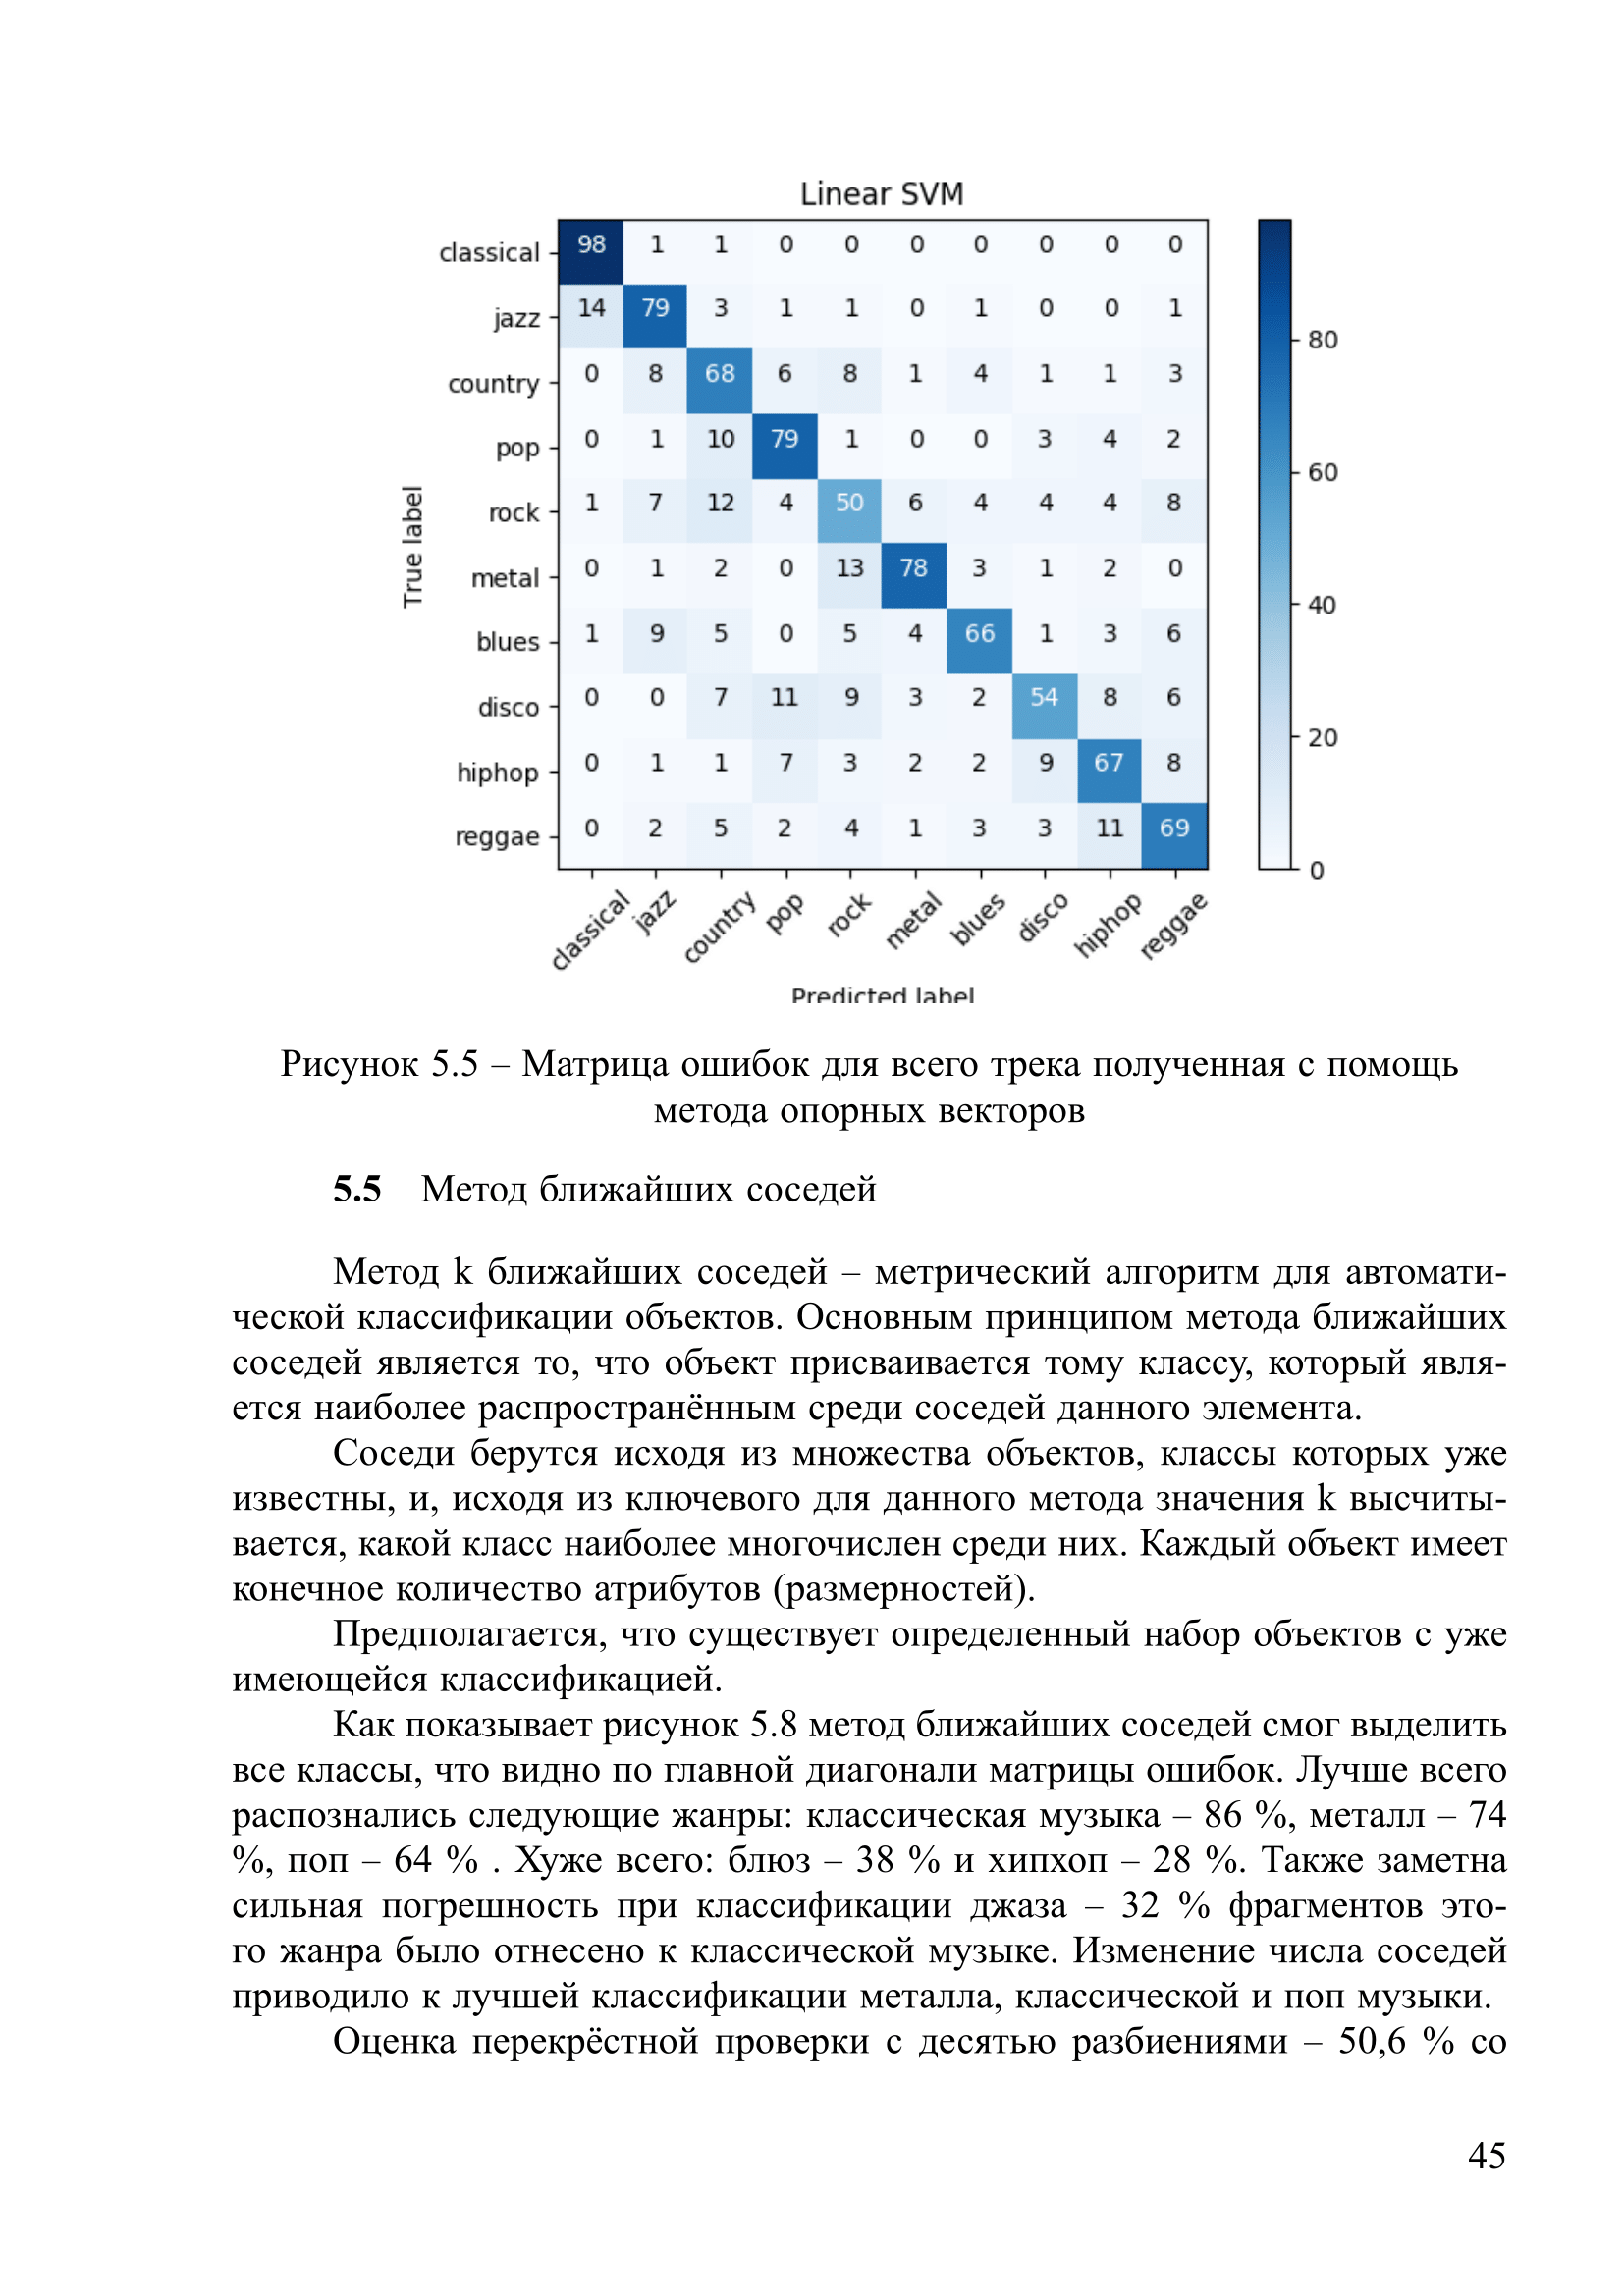 Linear SVM
classical 98 1 1 0 0 0 0 0 0 0
jazz 14 79 3 1 1 0 1 0 0 1
80
country 0 8 68 6 8 1 4 1 1 3
pop 0 1 10 79 1 0 0 3 4 2
60
True label
rock 1 7 12 4 50 6 4 4 4 8
metal 0 1 2 0 13 78 3 1 2 0
40
blues 1 9 5 0 5 4 66 1 3 6
disco 0 0 7 11 9 3 2 54 8 6
20
hiphop 0 1 1 7 3 2 2 9 67 8
reggae 0 2 5 2 4 1 3 3 11 69
0
classical jazz country pop rock metal blues disco hiphop reggae
Predicted label
Рисунок 5.5 – Матрица ошибок для всего трека полученная с помощь
метода опорных векторов
5.5 Метод ближайших соседей
Метод k ближайших соседей – метрический алгоритм для автомати-
ческой классификации объектов. Основным принципом метода ближайших
соседей является то, что объект присваивается тому классу, который явля-
ется наиболее распространённым среди соседей данного элемента.
Соседи берутся исходя из множества объектов, классы которых уже
известны, и, исходя из ключевого для данного метода значения k высчиты-
вается, какой класс наиболее многочислен среди них. Каждый объект имеет
конечное количество атрибутов (размерностей).
Предполагается, что существует определенный набор объектов с уже
имеющейся классификацией.
Как показывает рисунок 5.8 метод ближайших соседей смог выделить
все классы, что видно по главной диагонали матрицы ошибок. Лучше всего
распознались следующие жанры: классическая музыка – 86 %, металл – 74
%, поп – 64 % . Хуже всего: блюз – 38 % и хипхоп – 28 %. Также заметна
сильная погрешность при классификации джаза – 32 % фрагментов это-
го жанра было отнесено к классической музыке. Изменение числа соседей
приводило к лучшей классификации металла, классической и поп музыки.
Оценка перекрёстной проверки с десятью разбиениями – 50,6 % со
45